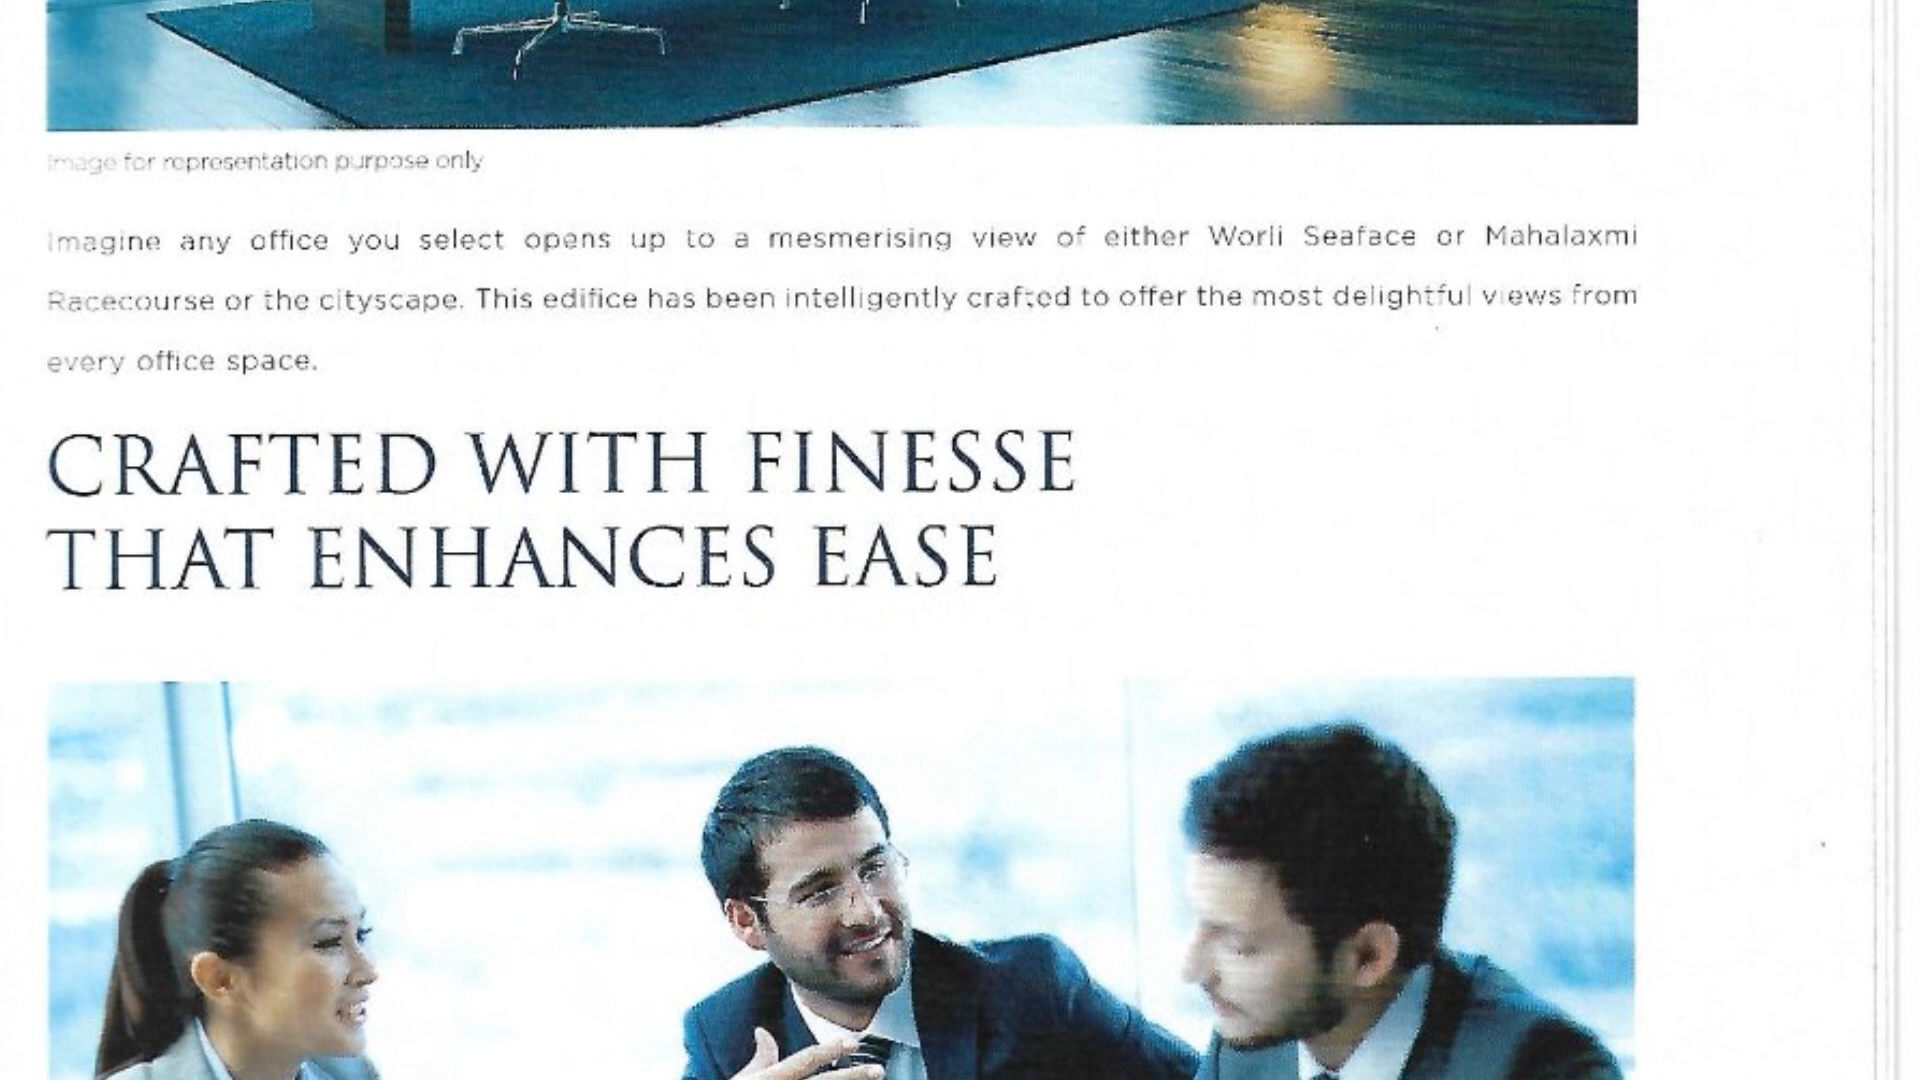 Image for representation purpose only
Imagine any office you select opens up to a mesmerising view of either Worli Seaface or Mahalaxmi
Racecourse or the cityscape. This edifice has been intelligently crafted to offer the most delightful views from
every office space.
CRAFTED WITH FINESSE
THAT ENHANCES EASE